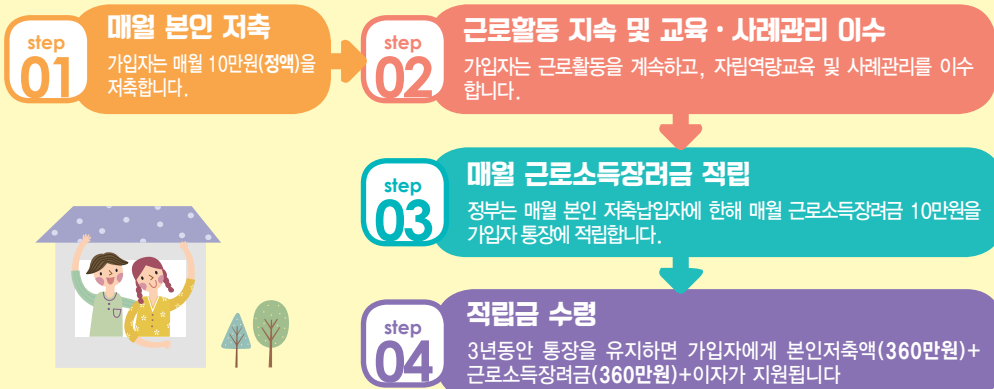 step
01
매월 본인 저축
가입자는 매월 10만원(정액)을
저축합니다.
step
02
근로활동 지속 및 교육·사례관리 이수
가입자는 근로활동을 계속하고, 자립역량교육 및 사례관리를 이수
합니다.
step
03
매월 근로소득장려금 적립
정부는 매월 본인 저축납입자에 한해 매월 근로소득장려금 10만원을
가입자 통장에 적립합니다.
step
04
적립금 수령
3년동안 통장을 유지하면 가입자에게 본인저축액(360만원)+
근로소득장려금(360만원)+이자가 지원됩니다